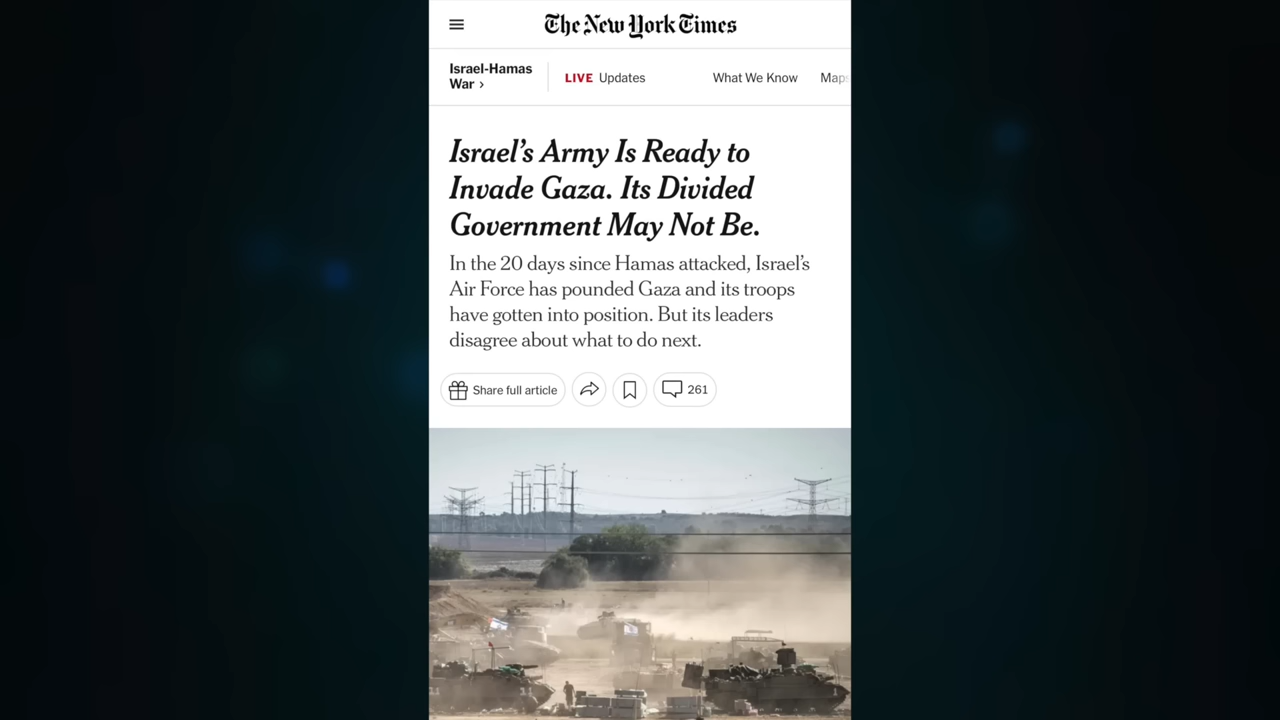 The New York Times
Israel-Hamas
War ›
LIVE Updates
What We Know
Maps
Israel's Army Is Ready to
Invade Gaza. Its Divided
Government May Not Be.
In the 20 days since Hamas attacked, Israel's
Air Force has pounded Gaza and its troops
have gotten into position. But its leaders
disagree about what to do next.
Share full article
261